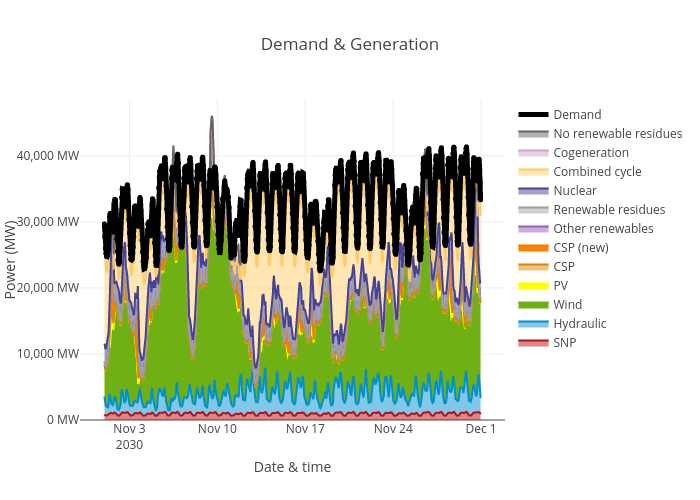 Demand & Generation
Power (MW)
40,000 MW
30,000 MW
20,000 MW
10,000 MW
0 MW
Nov 3
2030
Nov 10
Nov 17
Nov 24
Dec 1
Date & time
Demand
No renewable residues
Cogeneration
Combined cycle
Nuclear
Renewable residues
Other renewables
CSP (new)
CSP
PV
Wind
Hydraulic
SNP